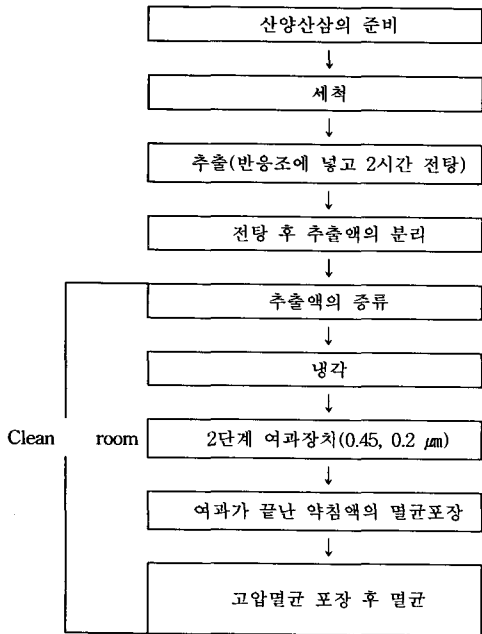 산양산삼의 준비
↓
세척
↓
추출(반응조에 넣고 2시간 전탕)
↓
전탕 후 추출액의 분리
↓
추출액의 증류
↓
냉각
↓
Clean room
2단계 여과장치(0.45, 0.2 ㎛)
↓
여과가 끝난 약침액의 멸균포장
↓
고압멸균 포장 후 멸균